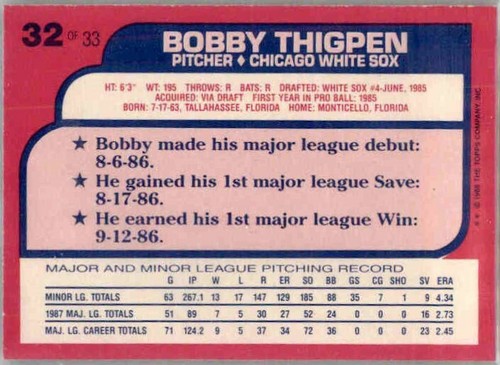 32 OF 33
BOBBY THIGPEN
PITCHER ♦ CHICAGO WHITE SOX
HT: 6'3" WT: 195 THROWS: R BATS: R DRAFTED: WHITE SOX #4-JUNE, 1985
ACQUIRED: VIA DRAFT FIRST YEAR IN PRO BALL: 1985
BORN: 7-17-63, TALLAHASSEE, FLORIDA HOME: MONTICELLO, FLORIDA
★ Bobby made his major league debut:
8-6-86.
★ He gained his 1st major league Save:
8-17-86.
★ He earned his 1st major league Win:
9-12-86.
MAJOR AND MINOR LEAGUE PITCHING RECORD
G IP W L R ER SO BB GS CG SHO SV ERA
MINOR LG. TOTALS 63 267.1 13 17 147 129 185 88 35 7 1 9 4.34
1987 MAJ. LG. TOTALS 51 89 7 5 30 27 52 24 0 0 0 16 2.73
MAJ. LG. CAREER TOTALS 71 124.2 9 5 37 34 72 36 0 0 0 23 2.45
★★ © 1988 THE TOPPS COMPANY, INC.